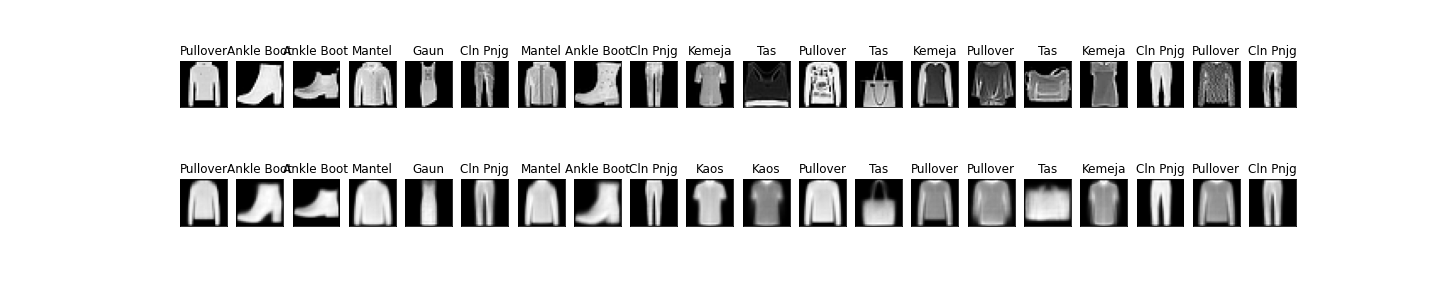 Pullover Ankle Boot Ankle Boot Mantel Gaun Cln Pnjg Mantel Ankle Boot Cln Pnjg Kemeja Tas Pullover Tas Kemeja Pullover Tas Kemeja Cln Pnjg Pullover Cln Pnjg
Pullover Ankle Boot Ankle Boot Mantel Gaun Cln Pnjg Mantel Ankle Boot Cln Pnjg Kaos Kaos Pullover Tas Pullover Pullover Tas Kemeja Cln Pnjg Pullover Cln Pnjg